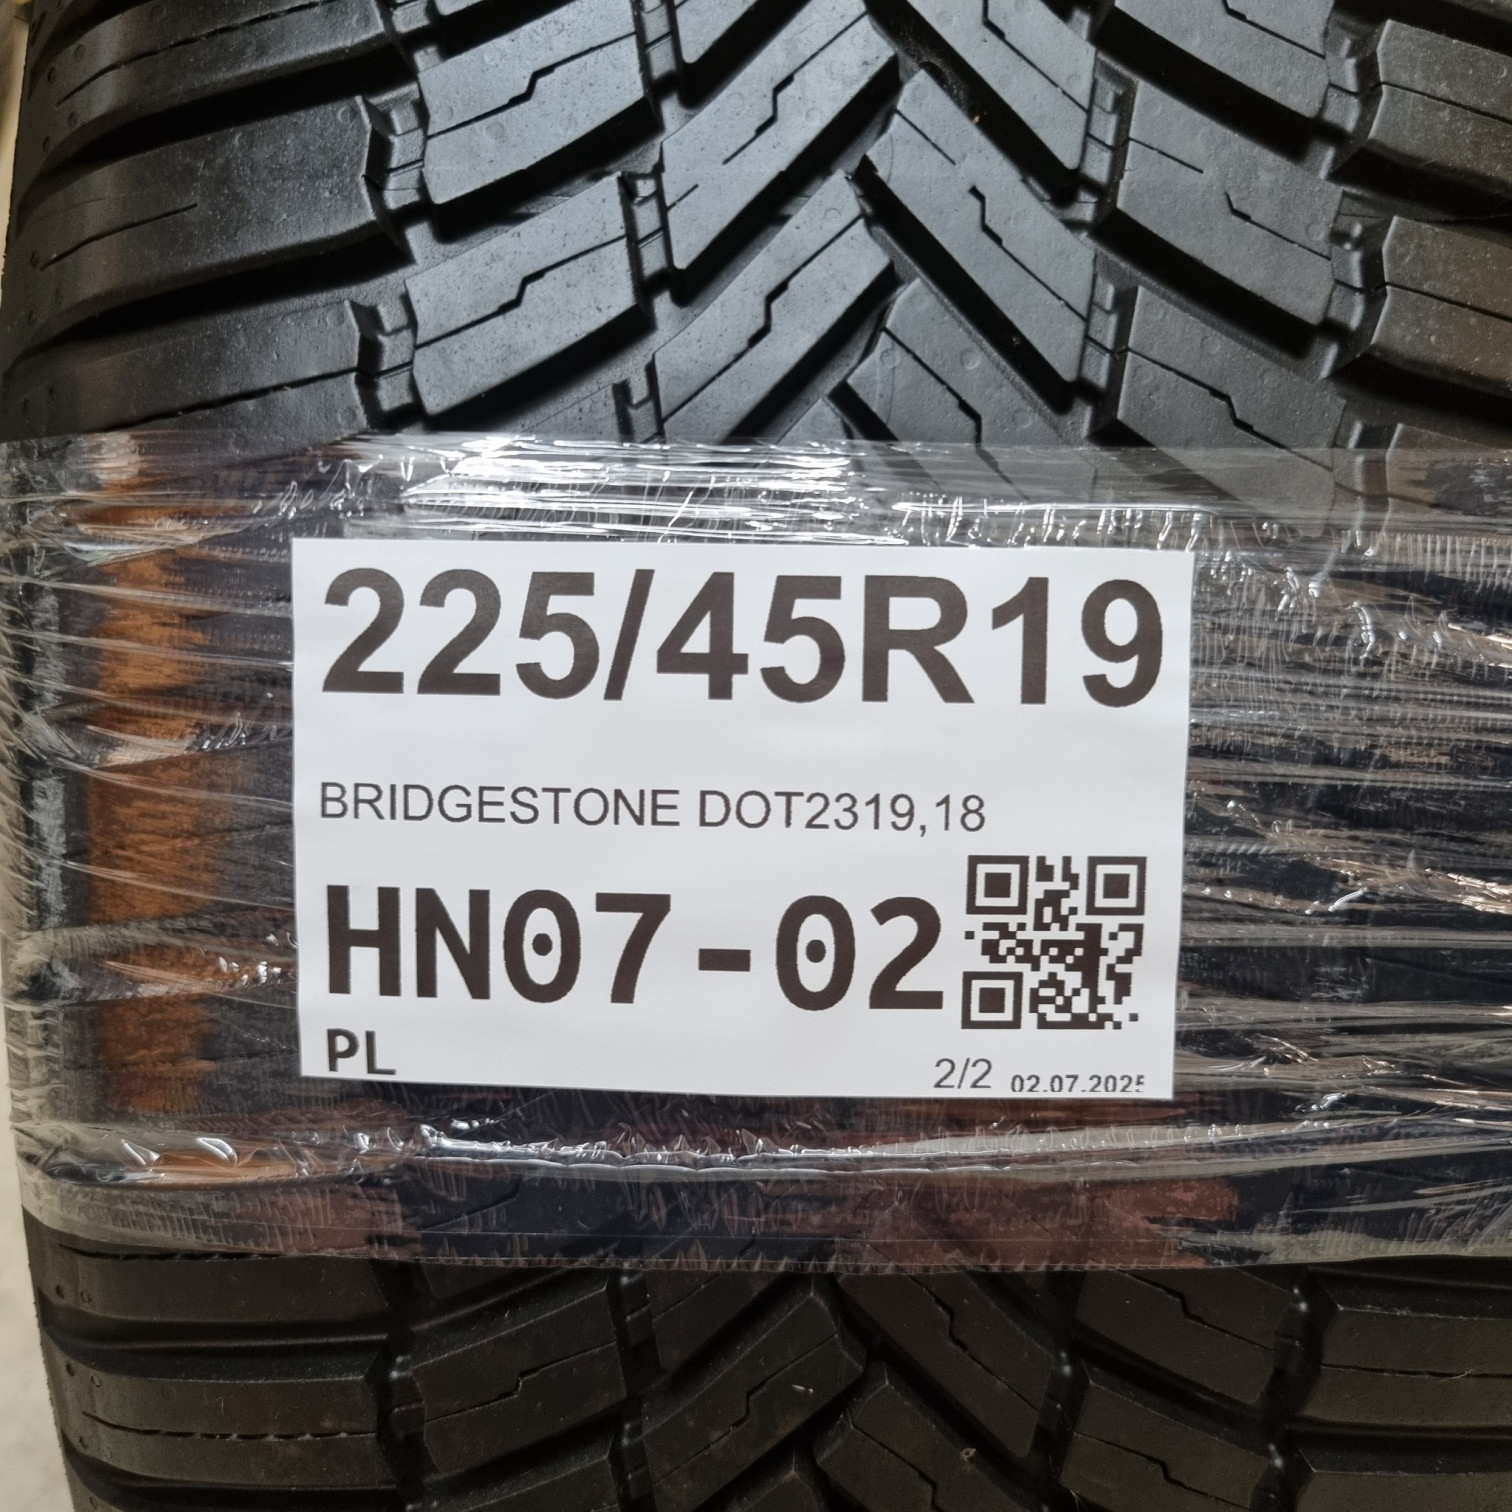 225/45R19
BRIDGESTONE DOT2319,18
HN07-02
PL
2/2 02.07.2025